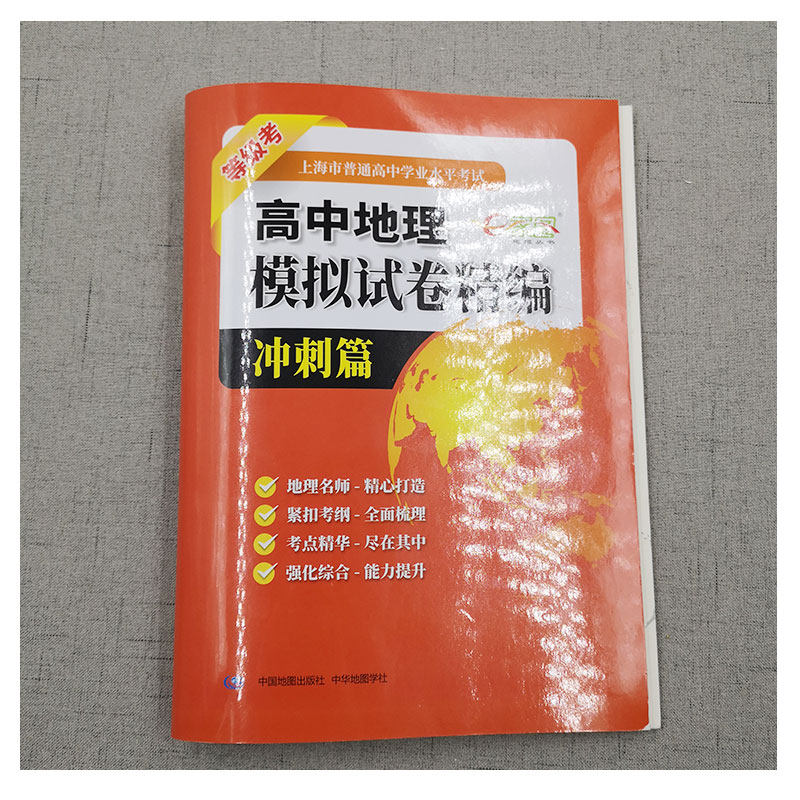 等级考
上海市普通高中学业水平考试
高中地理
模拟试卷精编
冲刺篇
地理名师 - 精心打造
紧扣考纲 - 全面梳理
考点精华 - 尽在其中
强化综合 - 能力提升
中国地图出版社 中华地图学社